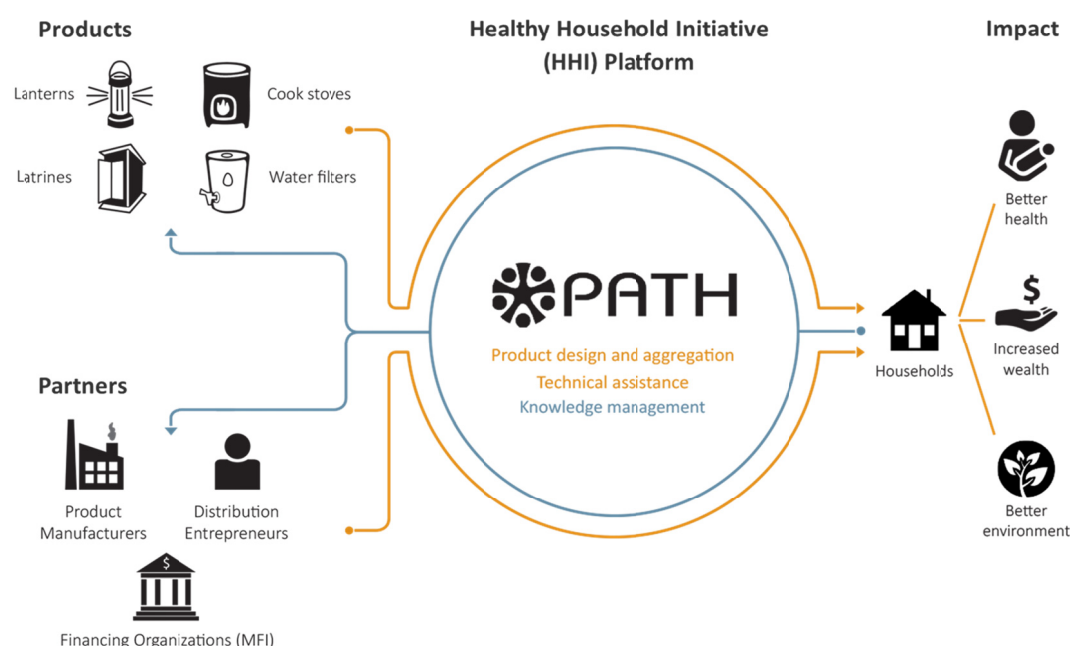 Products
Lanterns
Cook stoves
Latrines
Water filters
Partners
Product
Manufacturers
Distribution
Entrepreneurs
$
Financing Organizations (MFI)
Healthy Household Initiative
(HHI) Platform
PATH
Product design and aggregation
Technical assistance
Knowledge management
Households
Impact
Better
health
$
Increased
wealth
Better
environment